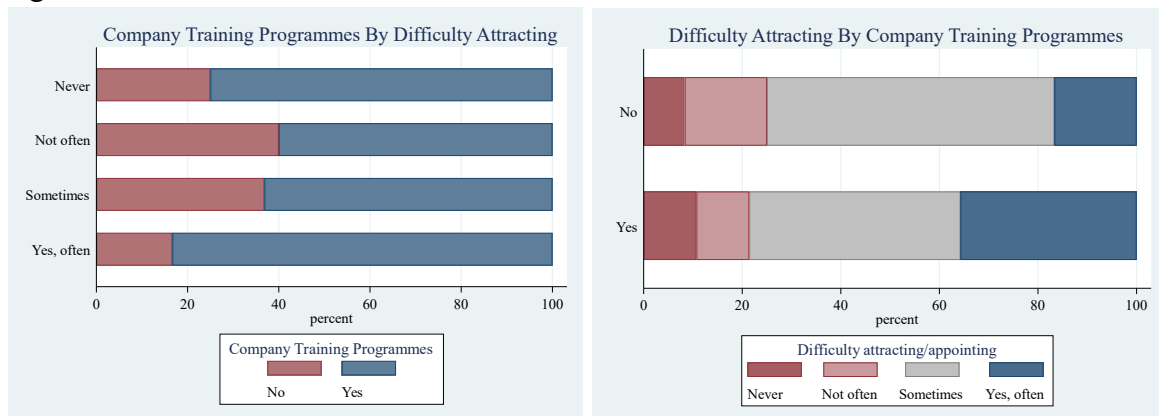 Company Training Programmes By Difficulty Attracting
Never
Not often
Sometimes
Yes, often
0 20 40 60 80 100
percent
Company Training Programmes
No Yes
Difficulty Attracting By Company Training Programmes
No
Yes
0 20 40 60 80 100
percent
Difficulty attracting/appointing
Never Not often Sometimes Yes, often